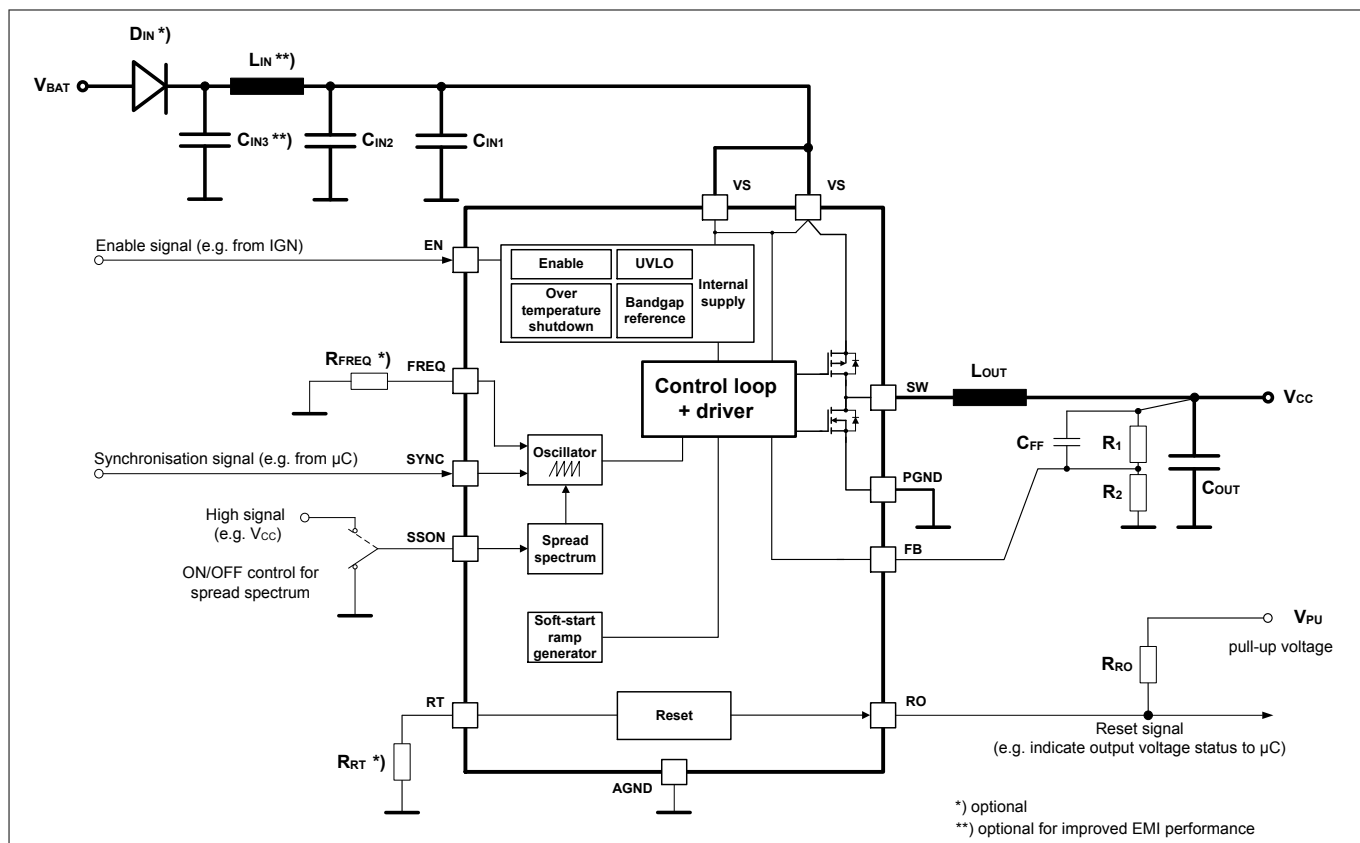 DIN *)
LIN **)
VBAT
CIN3 **)
CIN2
CIN1
VS
VS
Enable signal (e.g. from IGN)
EN
Enable
UVLO
Internal
supply
Over
temperature
shutdown
Bandgap
reference
RFREQ *)
FREQ
Control loop
+ driver
SW
LOUT
VCC
Synchronisation signal (e.g. from µC)
SYNC
Oscillator
CFF
R1
R2
COUT
PGND
High signal
(e.g. VCC)
SSON
Spread
spectrum
FB
ON/OFF control for
spread spectrum
Soft-start
ramp
generator
VPU
pull-up voltage
RRO
RT
Reset
RO
Reset signal
(e.g. indicate output voltage status to µC)
RRT *)
AGND
*) optional
**) optional for improved EMI performance